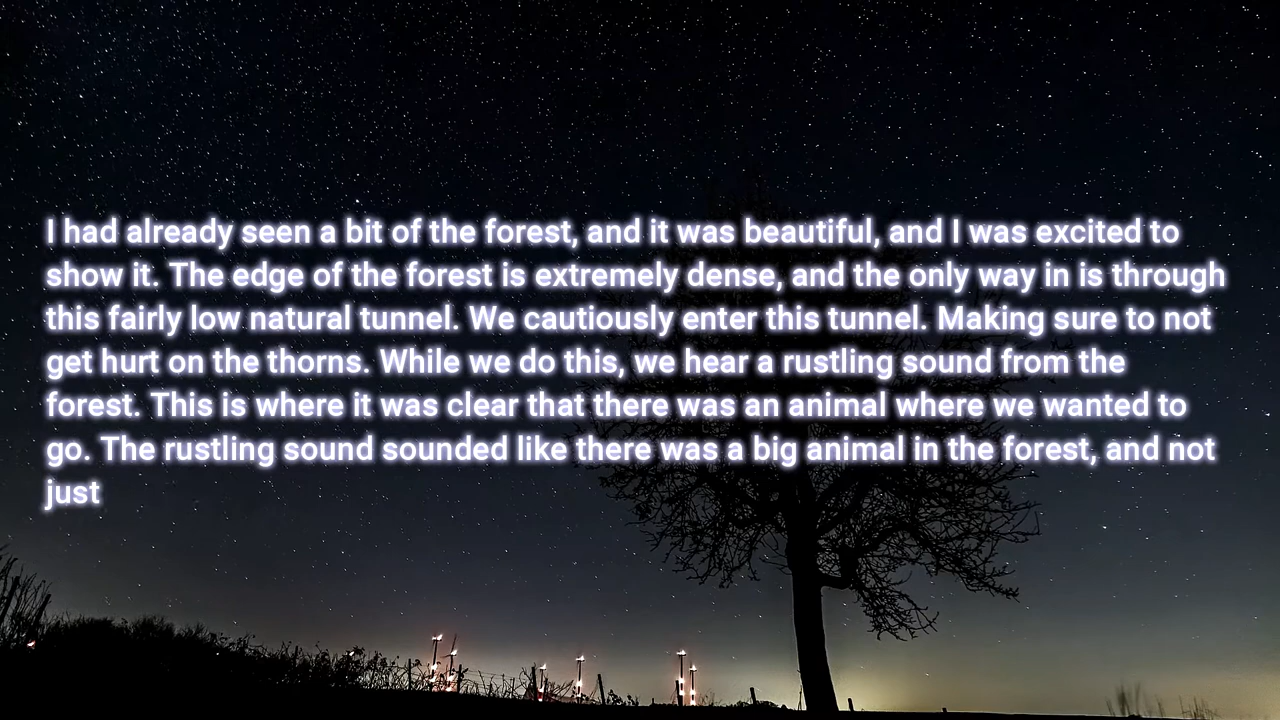 I had already seen a bit of the forest, and it was beautiful, and I was excited to
show it. The edge of the forest is extremely dense, and the only way in is through
this fairly low natural tunnel. We cautiously enter this tunnel. Making sure to not
get hurt on the thorns. While we do this, we hear a rustling sound from the
forest. This is where it was clear that there was an animal where we wanted to
go. The rustling sound sounded like there was a big animal in the forest, and not
just